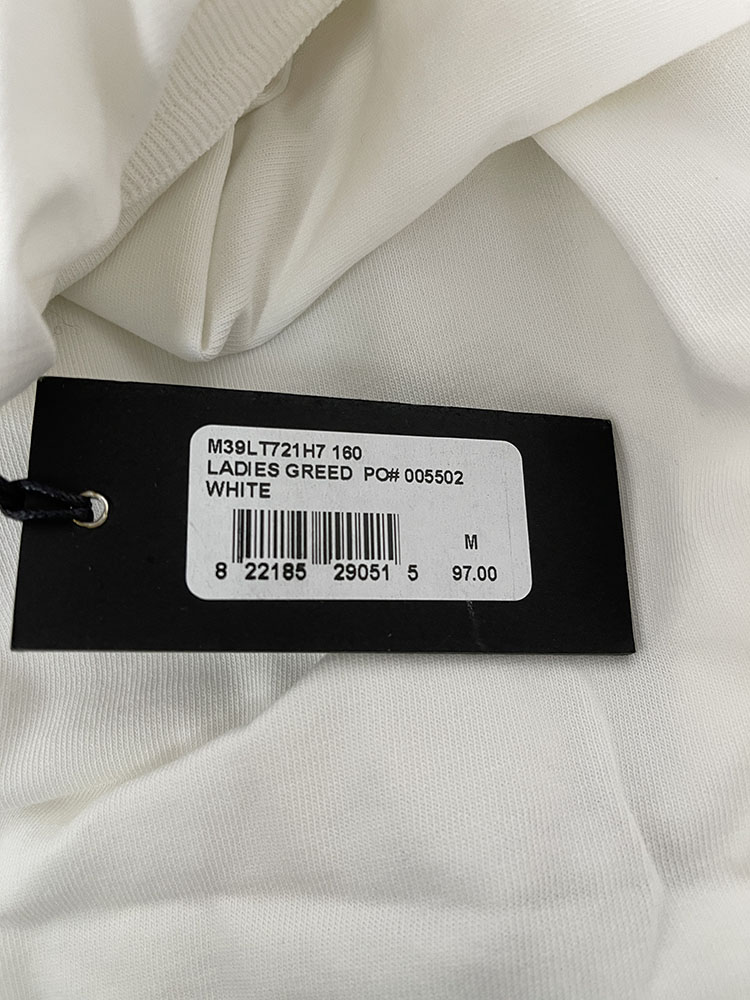 M39LT721H7 160
LADIES GREED PO# 005502
WHITE
M
8 22185 29051 5
97.00